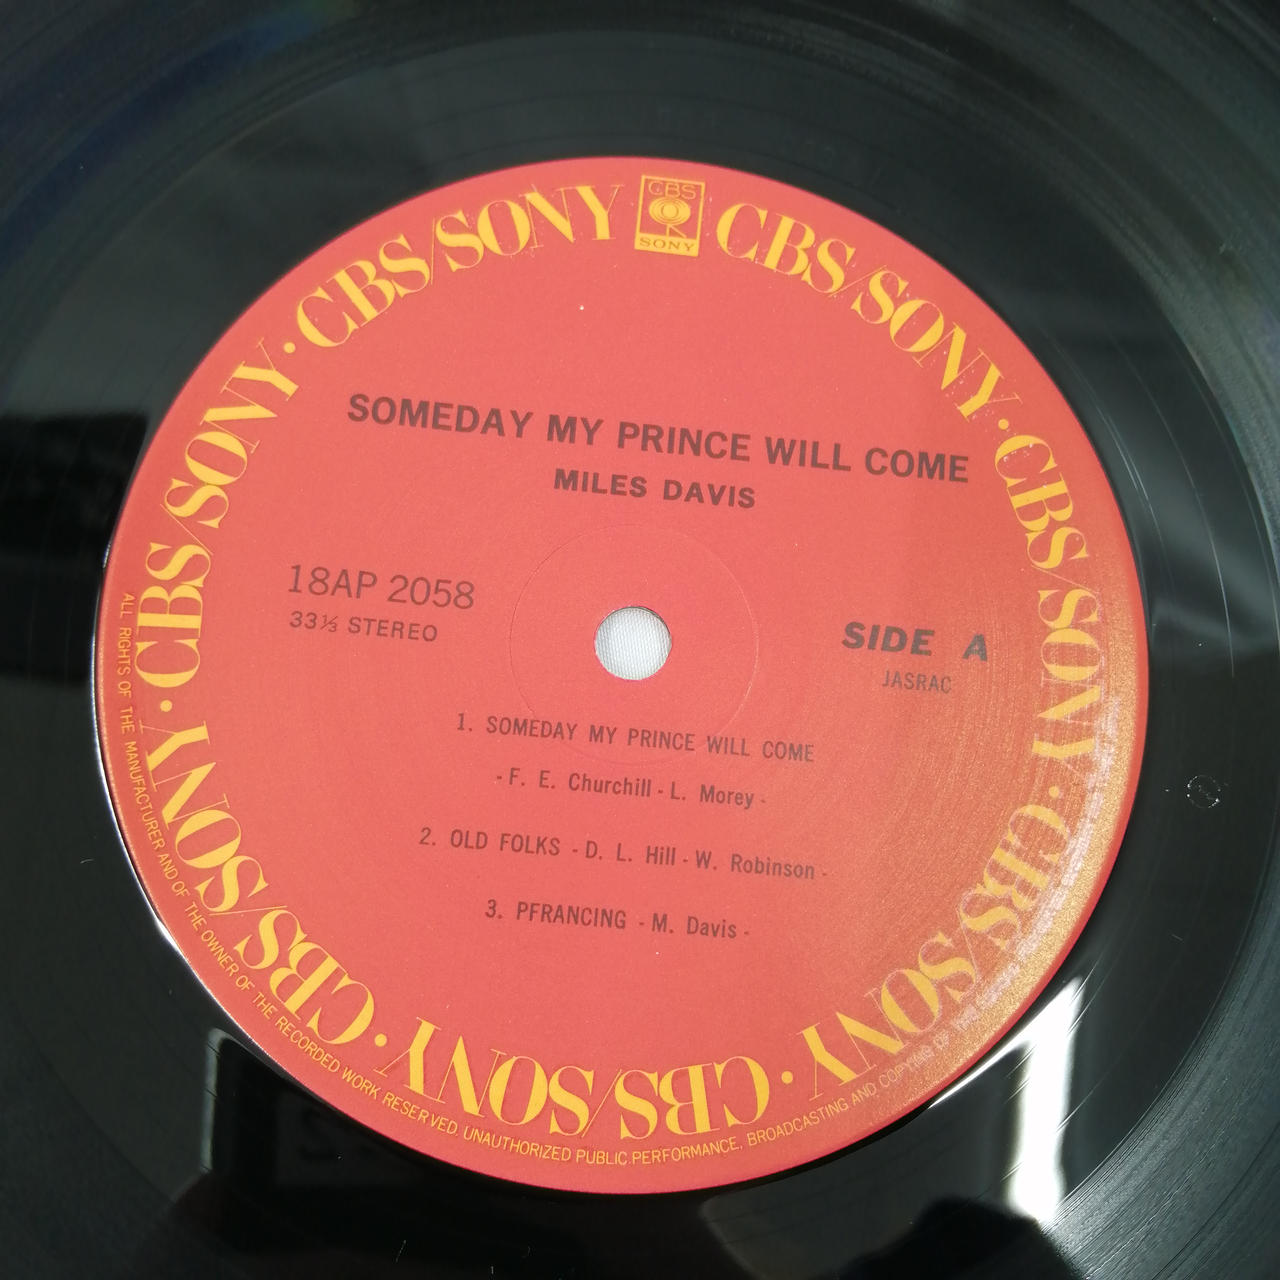 CBS
SONY
CBS/SONY · CBS/SONY · CBS/SONY · CBS/SONY · CBS/SONY · CBS/SONY · CBS/SONY · CBS/SONY
SOMEDAY MY PRINCE WILL COME
MILES DAVIS
18AP 2058
33⅓ STEREO
SIDE A
JASRAC
1. SOMEDAY MY PRINCE WILL COME
- F. E. Churchill - L. Morey -
2. OLD FOLKS - D. L. Hill - W. Robinson -
3. PFRANCING - M. Davis -
ALL RIGHTS OF THE MANUFACTURER AND OF THE OWNER OF THE RECORDED WORK RESERVED. UNAUTHORIZED PUBLIC PERFORMANCE, BROADCASTING AND COPYING OF